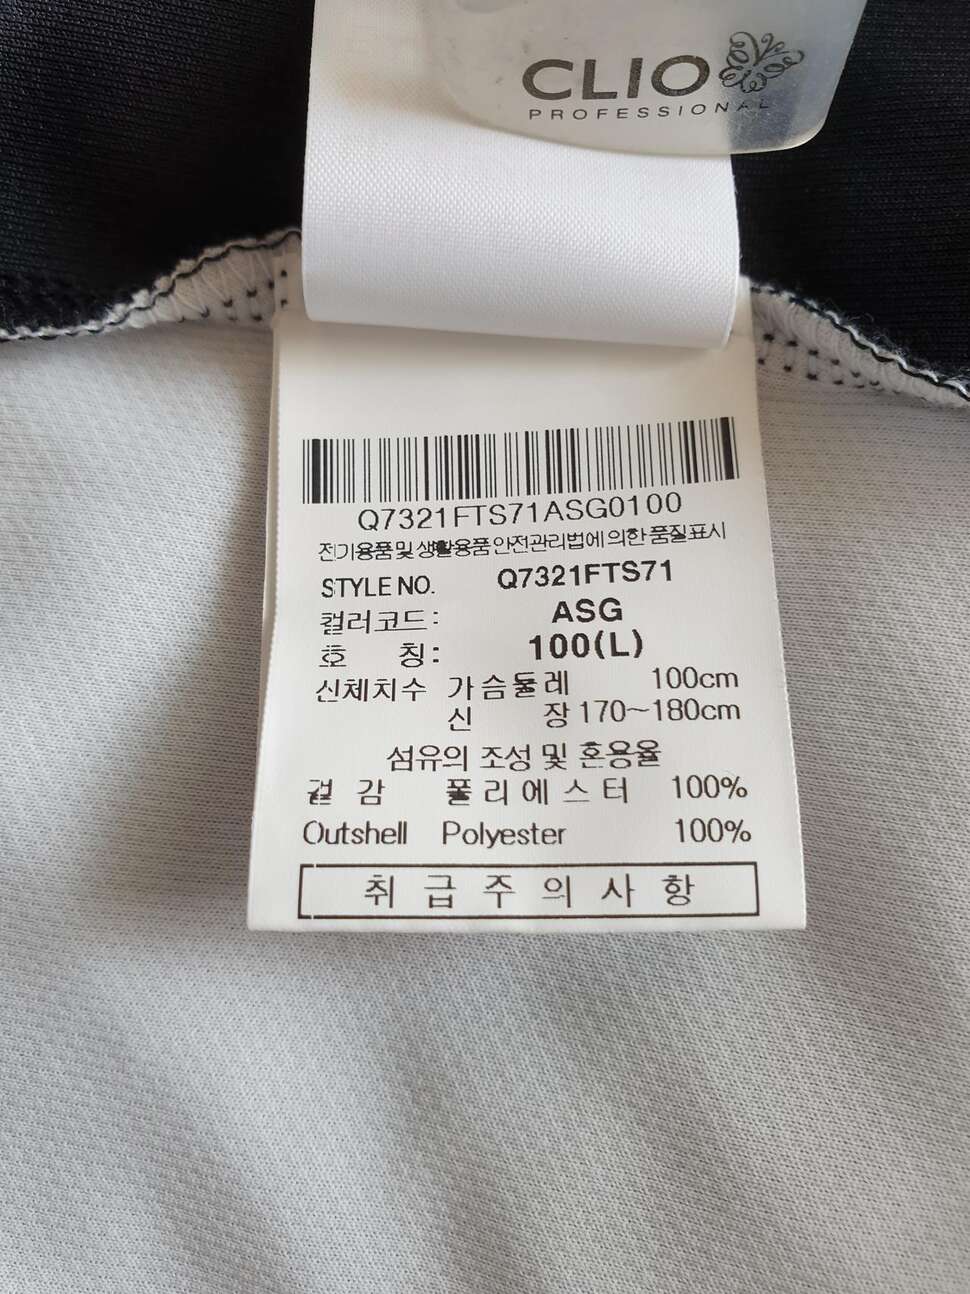 CLIO
PROFESSIONAL
Q7321FTS71ASG0100
전기용품및 생활용품 안전관리법에 의한 품질표시
STYLE NO. Q7321FTS71
컬러코드: ASG
호 칭: 100(L)
신체치수 가슴둘레 100cm
신 장 170~180cm
섬유의 조성 및 혼용율
겉 감 폴리에스터 100%
Outshell Polyester 100%
취급주의사항